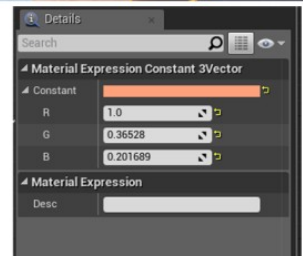 Details
Search
Material Expression Constant 3Vector
Constant
R 1.0
G 0.36528
B 0.201689
Material Expression
Desc